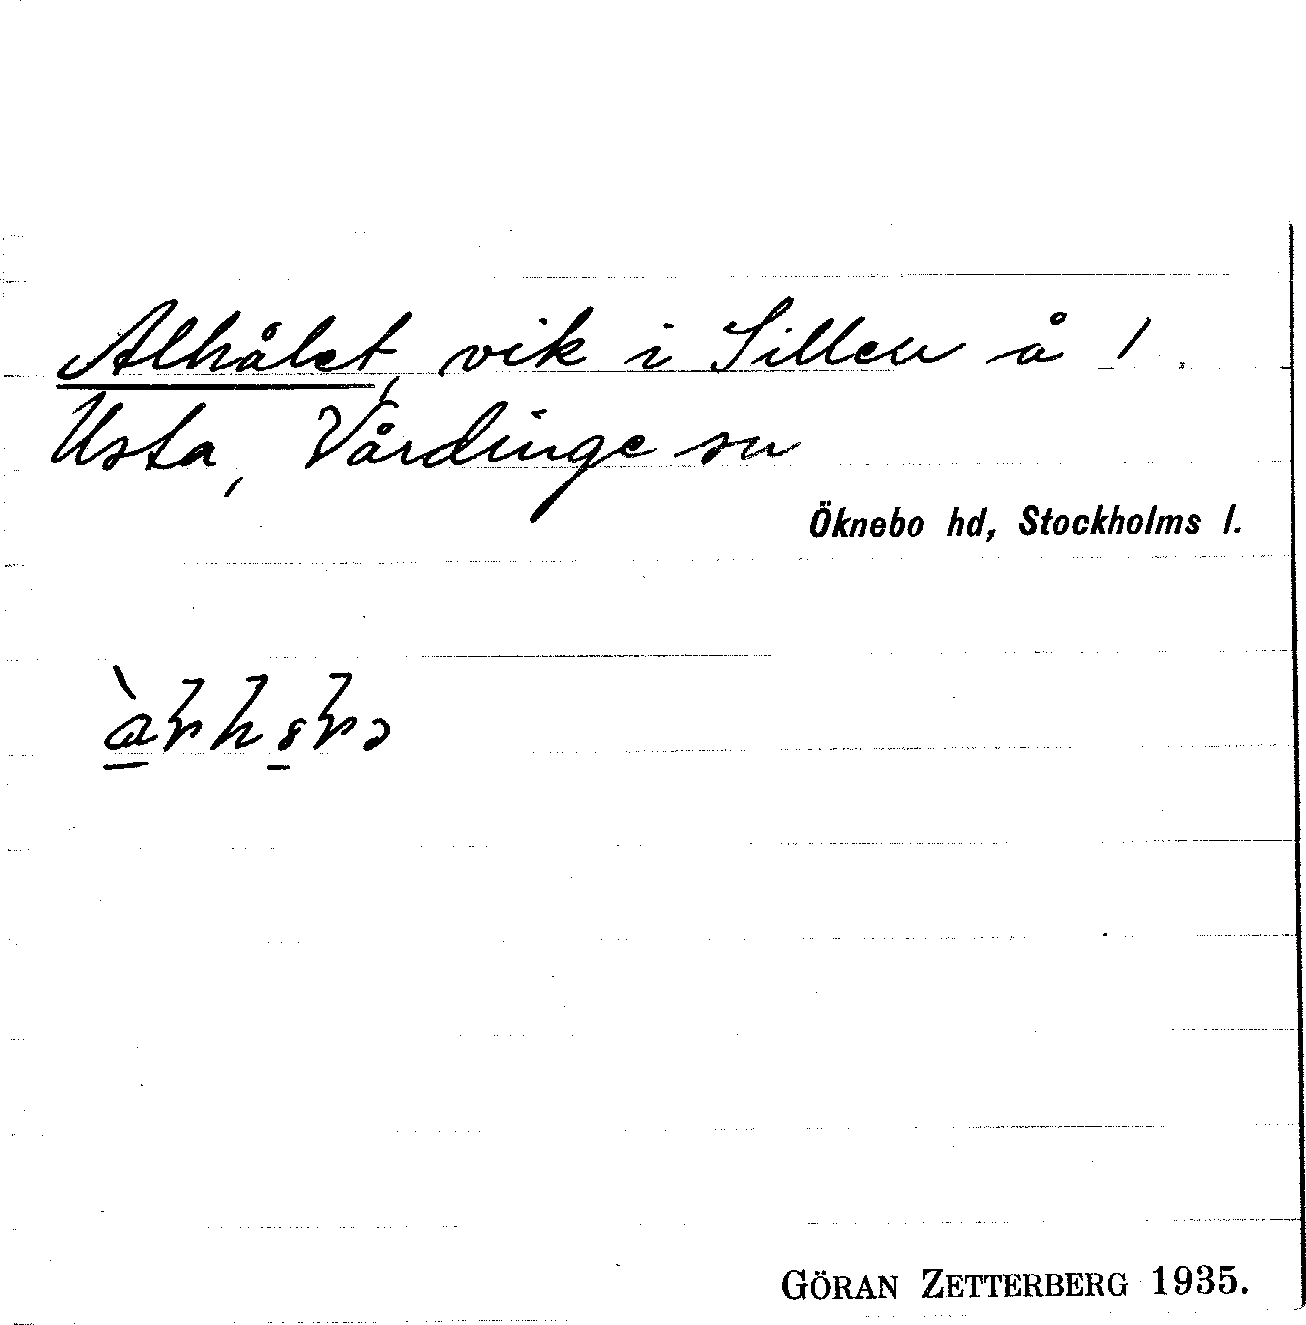 Alhålet, vik i Sillen å 1
Usta, Vårdinge sn
Öknebo hd, Stockholms l.
GÖRAN ZETTERBERG 1935.